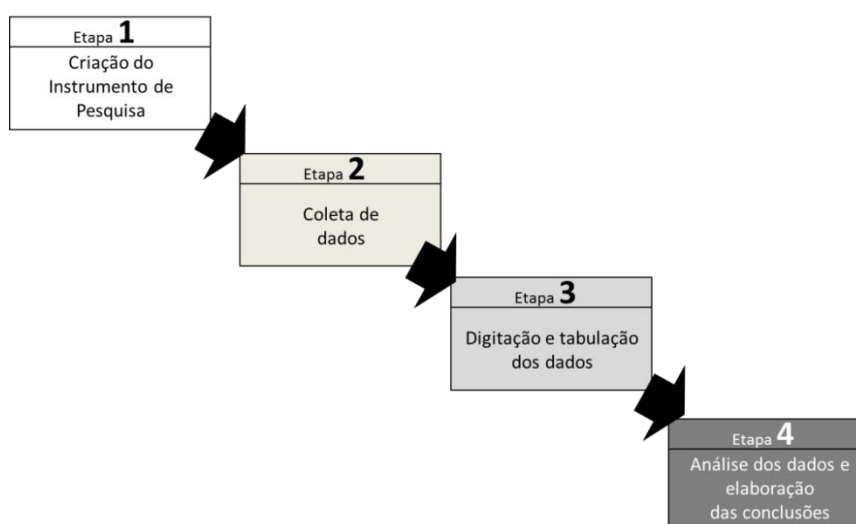 Etapa 1
Criação do
Instrumento de
Pesquisa
Etapa 2
Coleta de
dados
Etapa 3
Digitação e tabulação
dos dados
Etapa 4
Análise dos dados e
elaboração
das conclusões